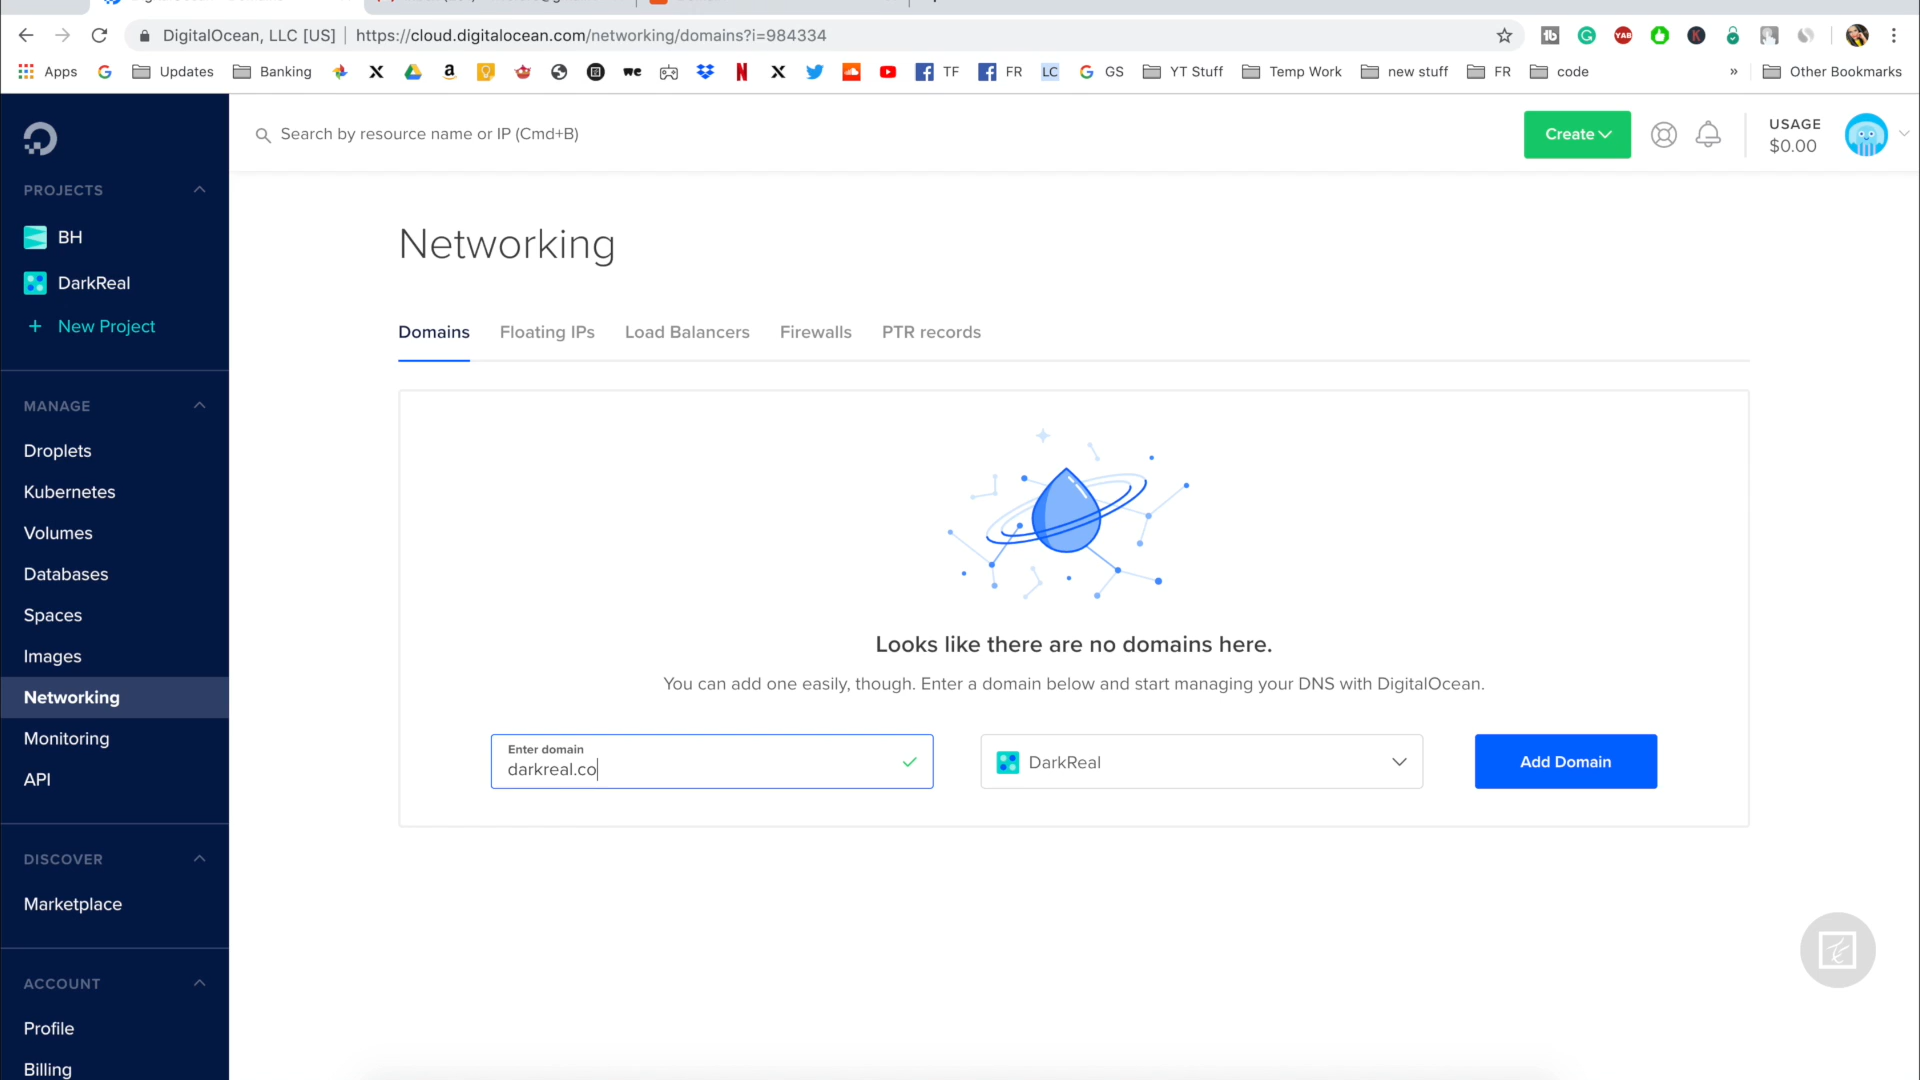 DigitalOcean, LLC [US] | https://cloud.digitalocean.com/networking/domains?i=984334
Apps Updates Banking TF FR LC GS YT Stuff Temp Work new stuff FR code » Other Bookmarks
Search by resource name or IP (Cmd+B)
Create
USAGE
$0.00
PROJECTS
BH
DarkReal
+ New Project
MANAGE
Droplets
Kubernetes
Volumes
Databases
Spaces
Images
Networking
Monitoring
API
DISCOVER
Marketplace
ACCOUNT
Profile
Billing
Networking
Domains Floating IPs Load Balancers Firewalls PTR records
Looks like there are no domains here.
You can add one easily, though. Enter a domain below and start managing your DNS with DigitalOcean.
Enter domain
darkreal.co
DarkReal
Add Domain